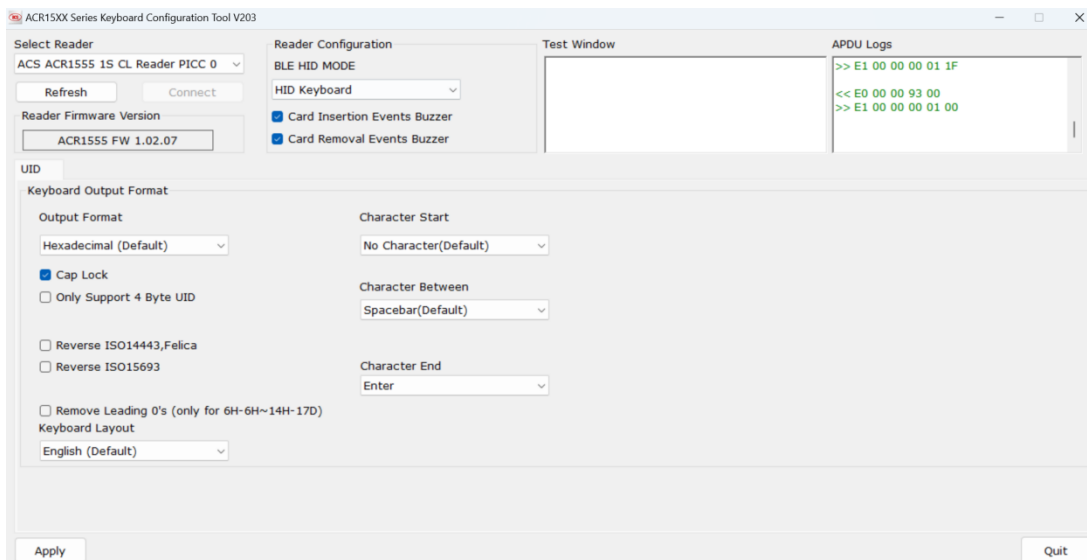 ACR15XX Series Keyboard Configuration Tool V203
Select Reader
ACS ACR1555 1S CL Reader PICC 0
Refresh
Connect
Reader Firmware Version
ACR1555 FW 1.02.07
Reader Configuration
BLE HID MODE
HID Keyboard
Card Insertion Events Buzzer
Card Removal Events Buzzer
Test Window
APDU Logs
>> E1 00 00 00 01 1F
<< E0 00 00 93 00
>> E1 00 00 00 01 00
UID
Keyboard Output Format
Output Format
Hexadecimal (Default)
Cap Lock
Only Support 4 Byte UID
Reverse ISO14443,Felica
Reverse ISO15693
Remove Leading 0's (only for 6H-6H~14H-17D)
Keyboard Layout
English (Default)
Character Start
No Character(Default)
Character Between
Spacebar(Default)
Character End
Enter
Apply
Quit